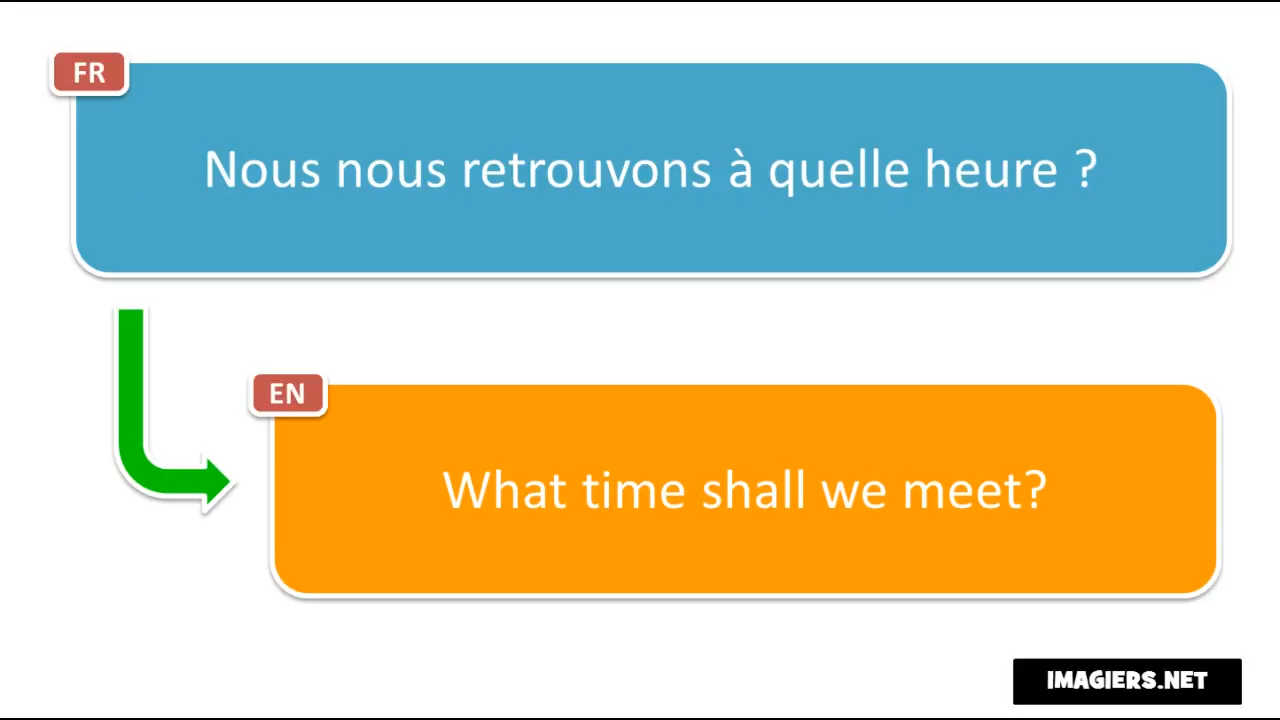 FR
Nous nous retrouvons à quelle heure ?
EN
What time shall we meet?
IMAGIERS.NET